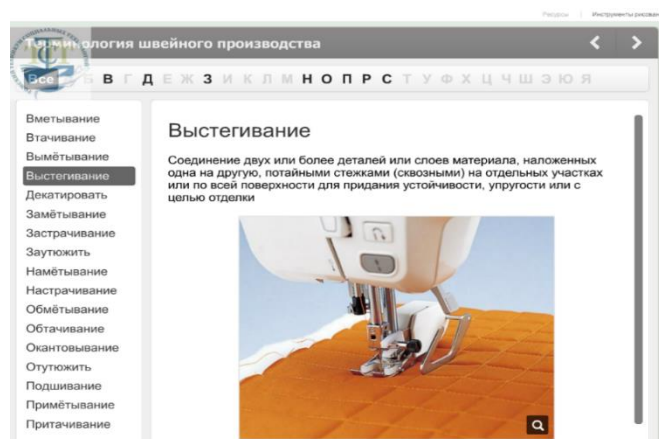 Ресурсы | Инструменты рисован
Терминология швейного производства
Все Б В Г Д Е Ж З И К Л М Н О П Р С Т У Ф Х Ц Ч Ш Э Ю Я
Вметывание
Втачивание
Вымётывание
Выстегивание
Декатировать
Замётывание
Застрачивание
Заутюжить
Намётывание
Настрачивание
Обмётывание
Обтачивание
Окантовывание
Отутюжить
Подшивание
Примётывание
Притачивание
Выстегивание
Соединение двух или более деталей или слоев материала, наложенных
одна на другую, потайными стежками (сквозными) на отдельных участках
или по всей поверхности для придания устойчивости, упругости или с
целью отделки